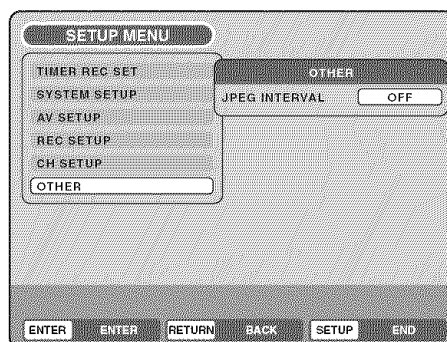 SETUP MENU
TIMER REC SET
SYSTEM SETUP
AV SETUP
REC SETUP
CH SETUP
OTHER
OTHER
JPEG INTERVAL OFF
ENTER ENTER RETURN BACK SETUP END